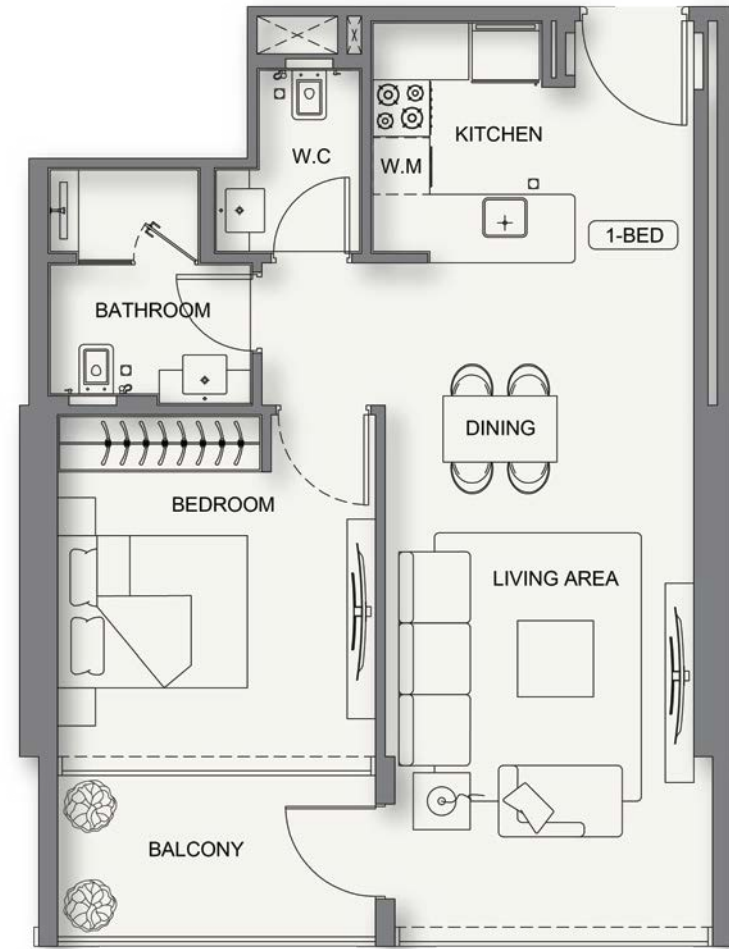 KITCHEN
W.C
W.M
1-BED
BATHROOM
DINING
BEDROOM
LIVING AREA
BALCONY